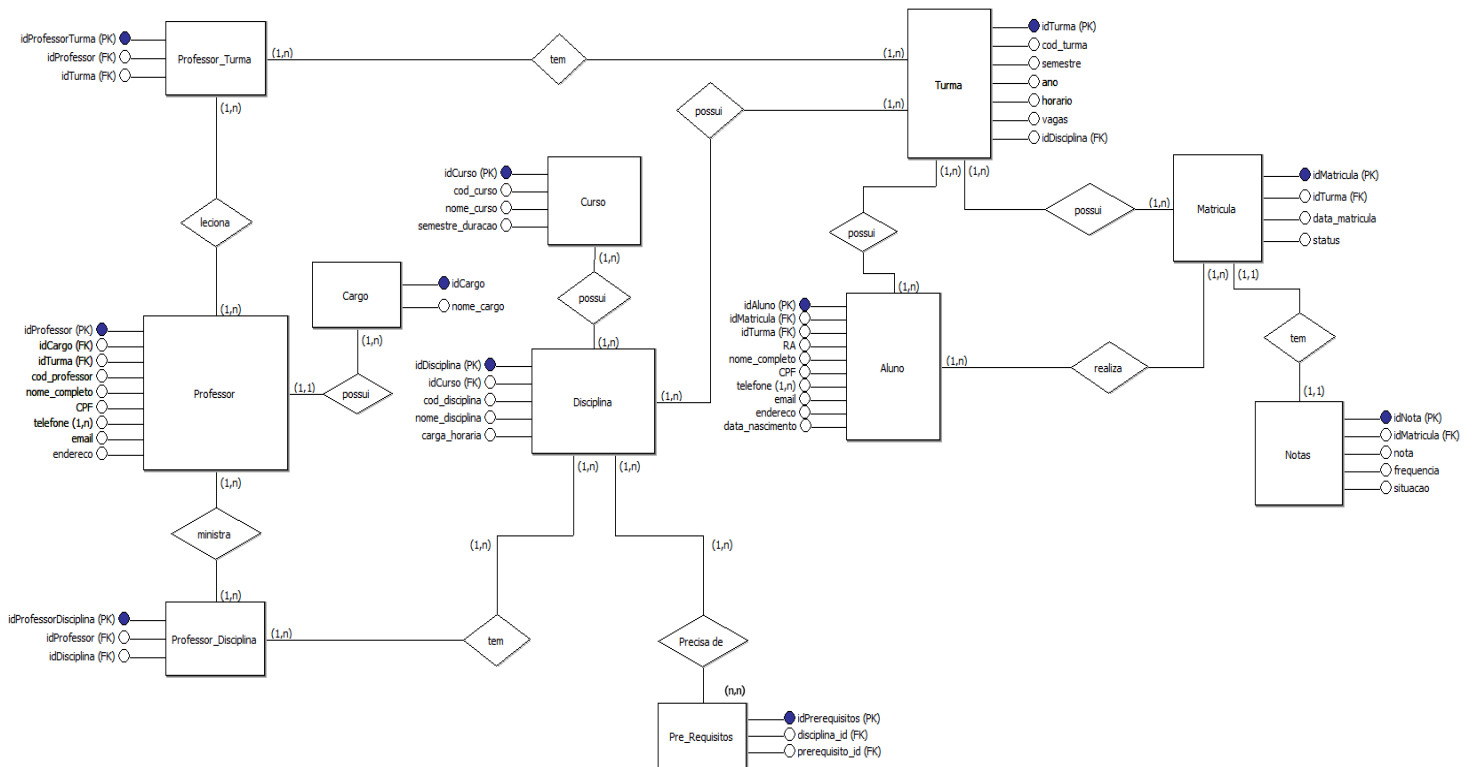 idProfessorTurma (PK)
idProfessor (FK)
idTurma (FK)
Professor_Turma
(1,n)
(1,n)
tem
(1,n)
(1,n)
possui
Turma
idTurma (PK)
cod_turma
semestre
ano
horario
vagas
idDisciplina (FK)
(1,n)
(1,n)
leciona
(1,n)
idCurso (PK)
cod_curso
nome_curso
semestre_duracao
Curso
(1,n)
possui
(1,n)
possui
possui
(1,n)
Matricula
idMatricula (PK)
idTurma (FK)
data_matricula
status
(1,n)
(1,1)
Cargo
idCargo
nome_cargo
(1,n)
possui
(1,1)
idProfessor (PK)
idCargo (FK)
idTurma (FK)
cod_professor
nome_completo
CPF
telefone (1,n)
email
endereco
Professor
(1,n)
idDisciplina (PK)
idCurso (FK)
cod_disciplina
nome_disciplina
carga_horaria
Disciplina
(1,n)
(1,n)
(1,n)
(1,n)
idAluno (PK)
idMatricula (FK)
idTurma (FK)
RA
nome_completo
CPF
telefone (1,n)
email
endereco
data_nascimento
Aluno
(1,n)
realiza
tem
(1,1)
Notas
idNota (PK)
idMatricula (FK)
nota
frequencia
situacao
ministra
(1,n)
(1,n)
(1,n)
idProfessorDisciplina (PK)
idProfessor (FK)
idDisciplina (FK)
Professor_Disciplina
(1,n)
tem
Precisa de
(n,n)
Pre_Requisitos
idPrerequisitos (PK)
disciplina_id (FK)
prerequisito_id (FK)